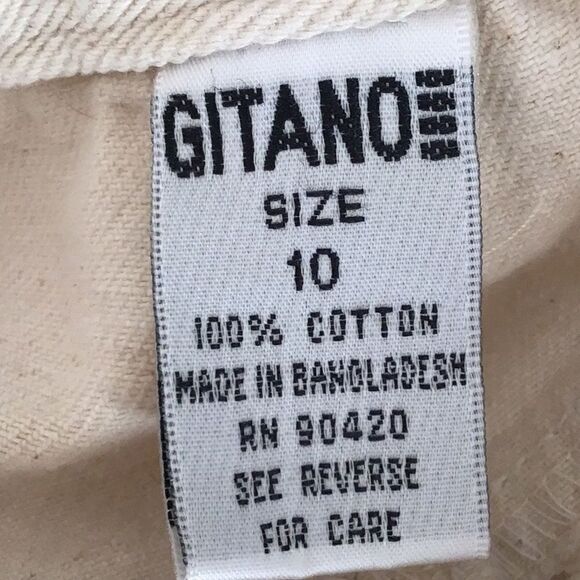 GITANO
SIZE
10
100% COTTON
MADE IN BANGLADESH
RN 90420
SEE REVERSE
FOR CARE